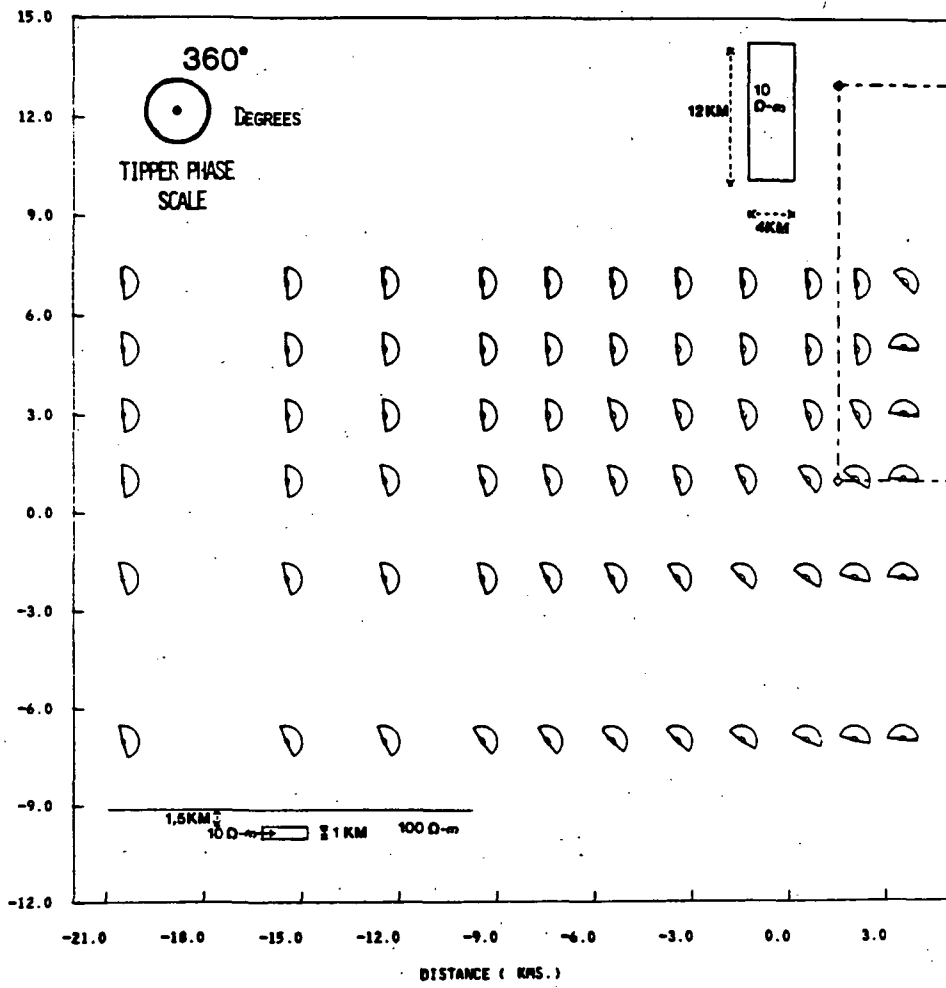 15.0
360°
DEGREES
TIPPER PHASE
SCALE
12KM
10
Ω-m
4KM
12.0
9.0
6.0
3.0
0.0
-3.0
-6.0
-9.0
1,5KM
10 Ω-m
1 KM
100 Ω-m
-12.0
-21.0 -18.0 -15.0 -12.0 -9.0 -6.0 -3.0 0.0 3.0
DISTANCE ( KMS.)